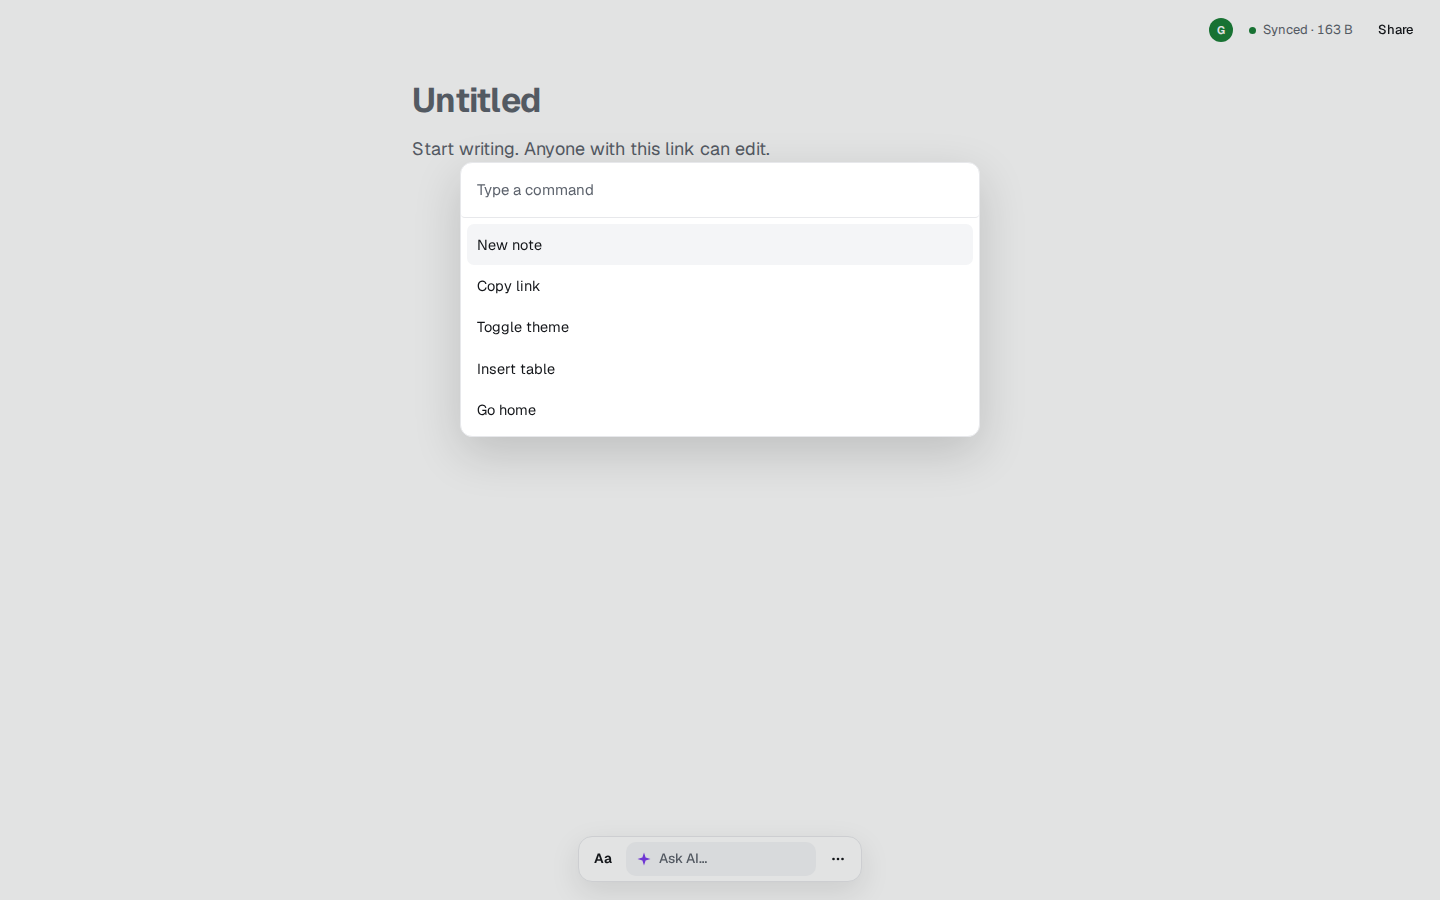 G
Synced · 163 B
Share
Untitled
Start writing. Anyone with this link can edit.
Type a command
New note
Copy link
Toggle theme
Insert table
Go home
Aa
Ask AI...